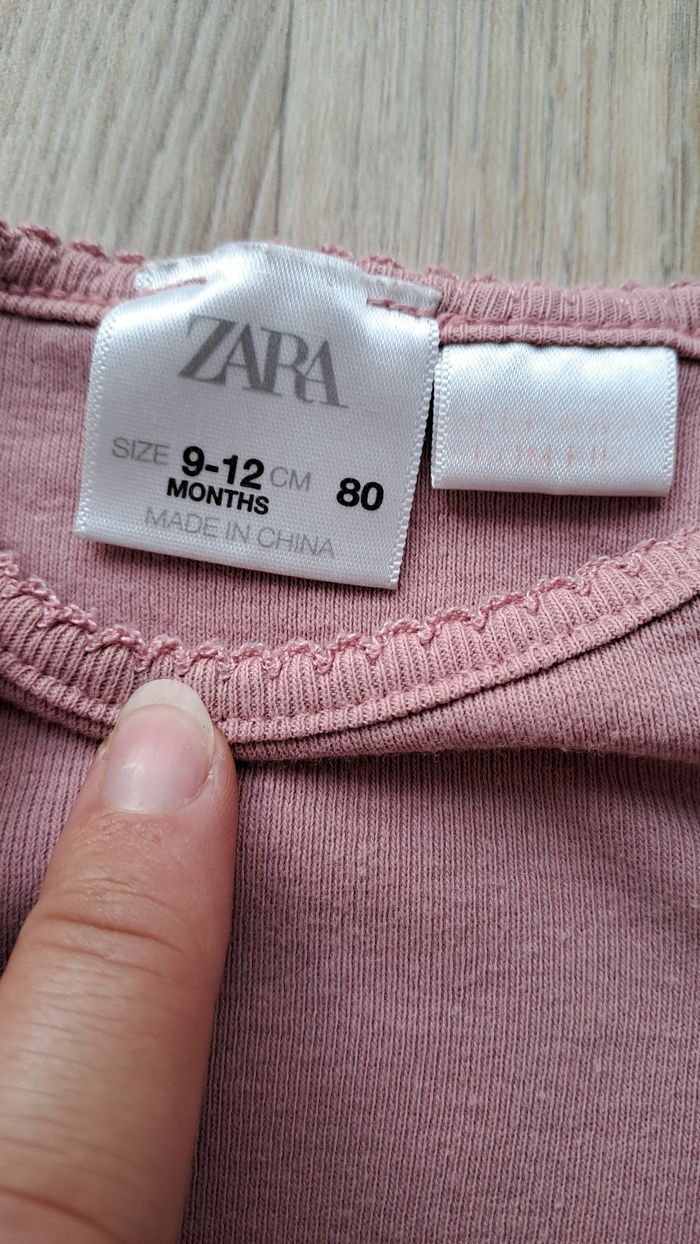 ZARA
SIZE 9-12 CM 80
MONTHS
MADE IN CHINA